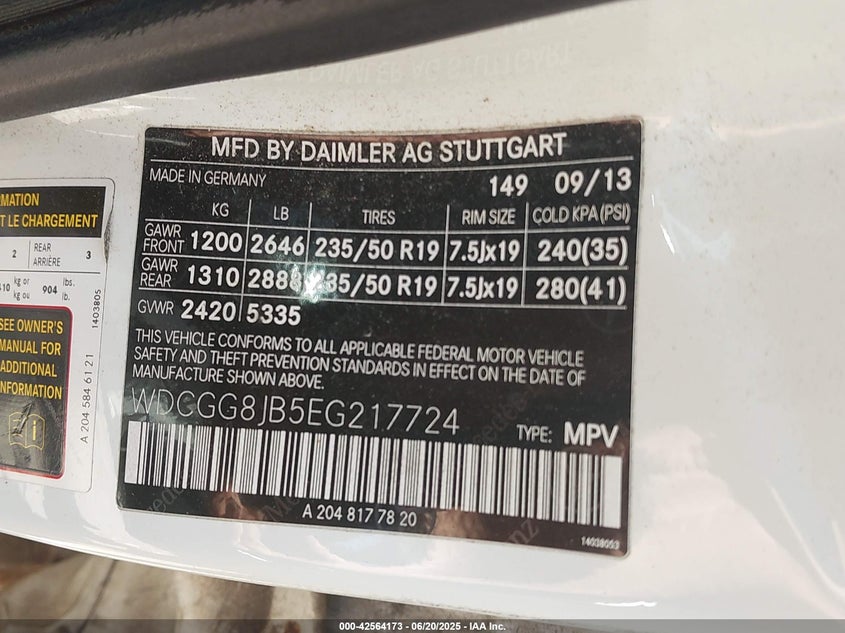 MFD BY DAIMLER AG STUTTGART
MADE IN GERMANY 149 09/13
KG LB TIRES RIM SIZE COLD KPA(PSI)
GAWR FRONT 1200 2646 235/50 R19 7.5Jx19 240(35)
GAWR REAR 1310 2888 235/50 R19 7.5Jx19 280(41)
GVWR 2420 5335
THIS VEHICLE CONFORMS TO ALL APPLICABLE FEDERAL MOTOR VEHICLE
SAFETY AND THEFT PREVENTION STANDARDS IN EFFECT ON THE DATE OF
MANUFACTURE SHOWN ABOVE.
WDCGG8JB5EG217724 TYPE: MPV
A 204 817 78 20
14038053
T LE CHARGEMENT
2 REAR ARRIÈRE 3
kg or kg ou 904 lbs. lb.
1403805
SEE OWNER'S
MANUAL FOR
ADDITIONAL
INFORMATION
A 204 584 61 21
000-42564173 - 06/20/2025 - IAA Inc.